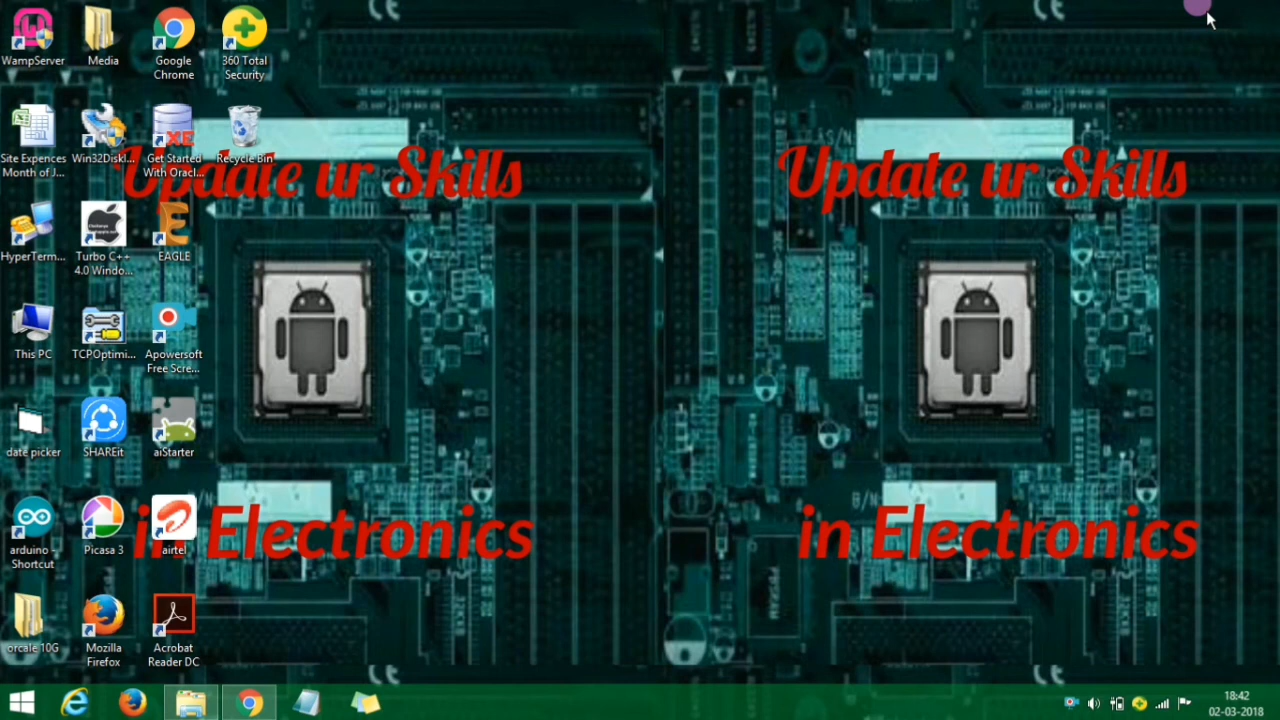 WampServer
Media
Google
Chrome
360 Total
Security
Site Expences
Month of J...
Win32Diskl...
Get Started
With Oracl...
Recycle Bin
XE
HyperTerm...
Turbo C++
4.0 Windo...
EAGLE
This PC
TCPOptimi...
Apowersoft
Free Scre...
date picker
SHAREit
aiStarter
arduino -
Shortcut
Picasa 3
airtel
orcale 10G
Mozilla
Firefox
Acrobat
Reader DC
Update ur Skills
in Electronics
Update ur Skills
in Electronics
S/N
B/N
18:42
02-03-2018